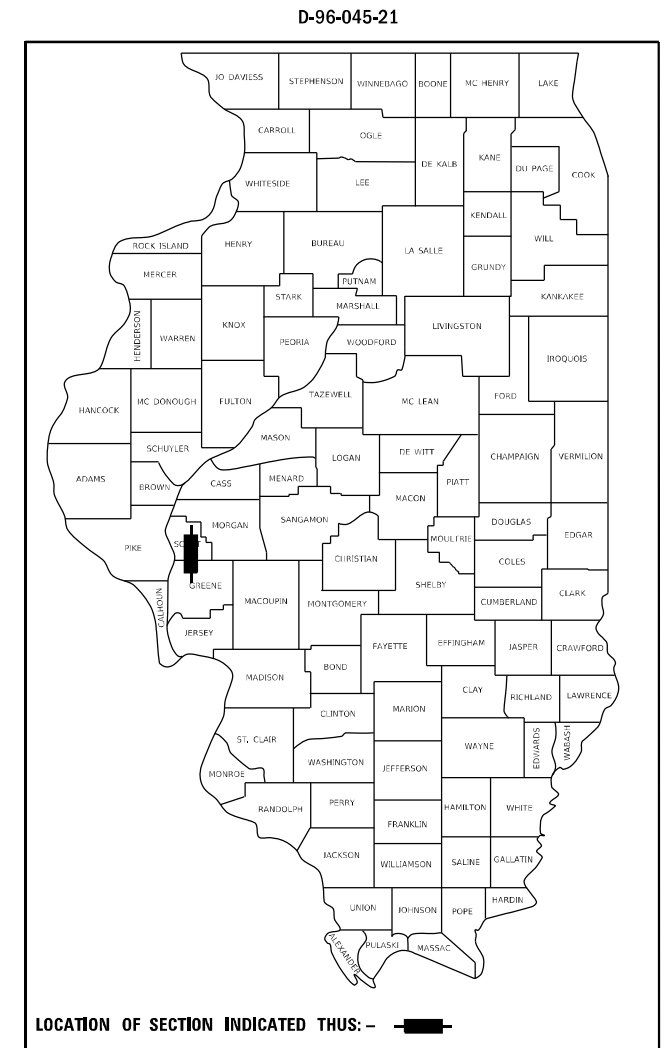 D-96-045-21
JO DAVIESS STEPHENSON WINNEBAGO BOONE MC HENRY LAKE
CARROLL OGLE
DE KALB KANE DU PAGE COOK
WHITESIDE LEE
KENDALL
ROCK ISLAND HENRY BUREAU LA SALLE WILL
MERCER PUTNAM GRUNDY
STARK MARSHALL KANKAKEE
HENDERSON WARREN KNOX PEORIA WOODFORD LIVINGSTON
IROQUOIS
HANCOCK MC DONOUGH FULTON TAZEWELL MC LEAN FORD
SCHUYLER MASON
ADAMS BROWN CASS MENARD LOGAN DE WITT PIATT CHAMPAIGN VERMILION
MACON
PIKE MORGAN SANGAMON DOUGLAS
CHRISTIAN MOULTRIE COLES EDGAR
CALHOUN GREENE MACOUPIN MONTGOMERY SHELBY CUMBERLAND CLARK
JERSEY FAYETTE EFFINGHAM JASPER CRAWFORD
MADISON BOND
CLAY RICHLAND LAWRENCE
CLINTON MARION
ST. CLAIR WAYNE EDWARDS WABASH
MONROE WASHINGTON JEFFERSON
RANDOLPH PERRY HAMILTON WHITE
FRANKLIN
JACKSON WILLIAMSON SALINE GALLATIN
UNION JOHNSON POPE HARDIN
ALEXANDER PULASKI MASSAC
LOCATION OF SECTION INDICATED THUS: –